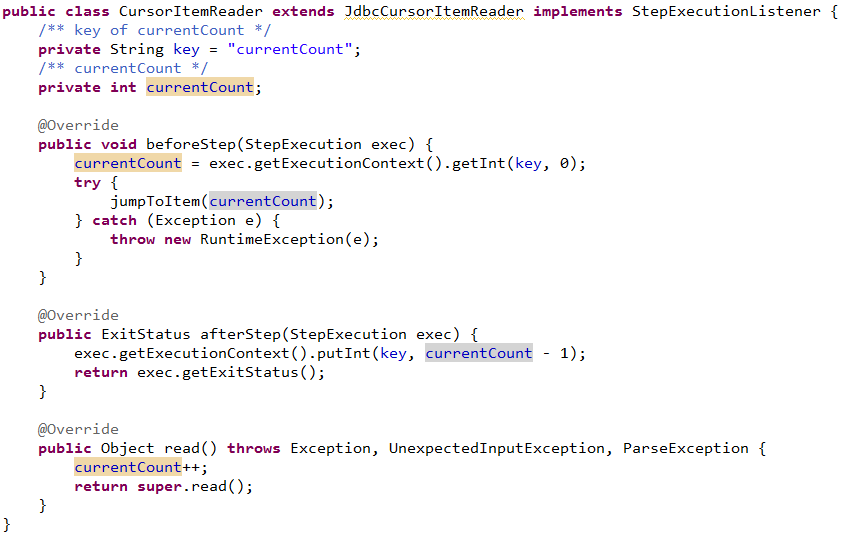 public class CursorItemReader extends JdbcCursorItemReader implements StepExecutionListener {
    /** key of currentCount */
    private String key = "currentCount";
    /** currentCount */
    private int currentCount;

    @Override
    public void beforeStep(StepExecution exec) {
        currentCount = exec.getExecutionContext().getInt(key, 0);
        try {
            jumpToItem(currentCount);
        } catch (Exception e) {
            throw new RuntimeException(e);
        }
    }

    @Override
    public ExitStatus afterStep(StepExecution exec) {
        exec.getExecutionContext().putInt(key, currentCount - 1);
        return exec.getExitStatus();
    }

    @Override
    public Object read() throws Exception, UnexpectedInputException, ParseException {
        currentCount++;
        return super.read();
    }
}